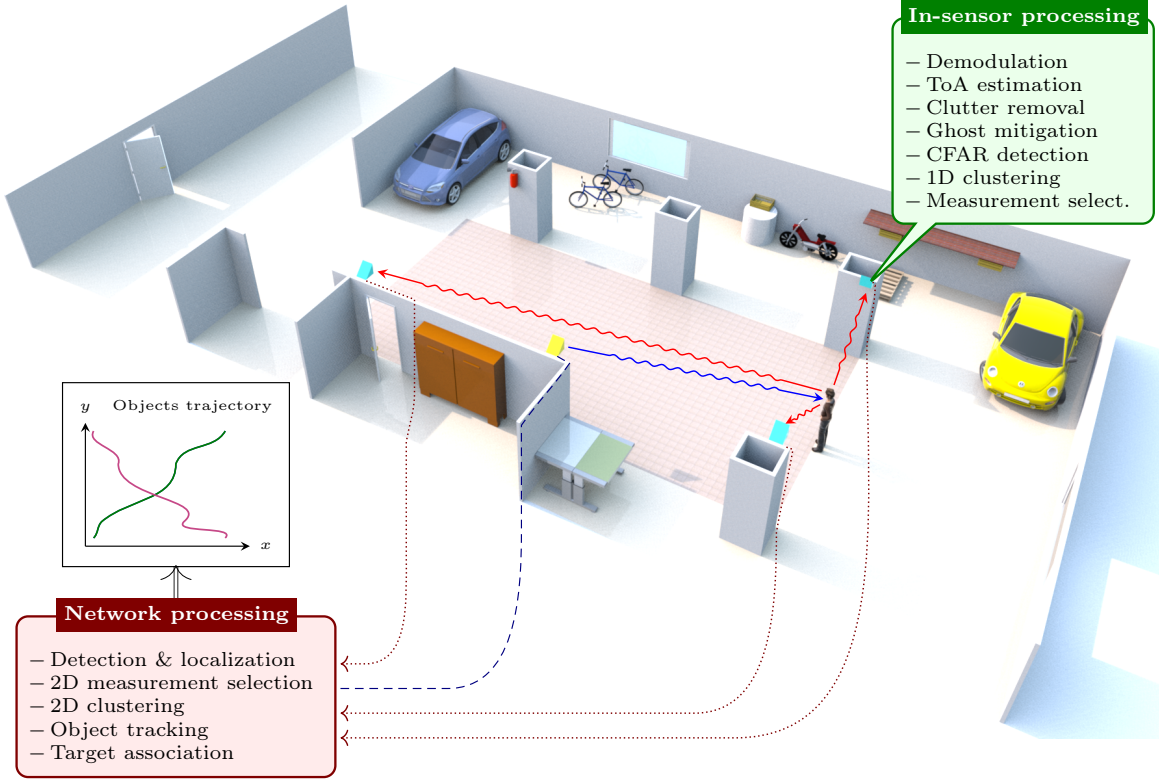 In-sensor processing
– Demodulation
– ToA estimation
– Clutter removal
– Ghost mitigation
– CFAR detection
– 1D clustering
– Measurement select.
y
Objects trajectory
x
Network processing
– Detection & localization
– 2D measurement selection
– 2D clustering
– Object tracking
– Target association